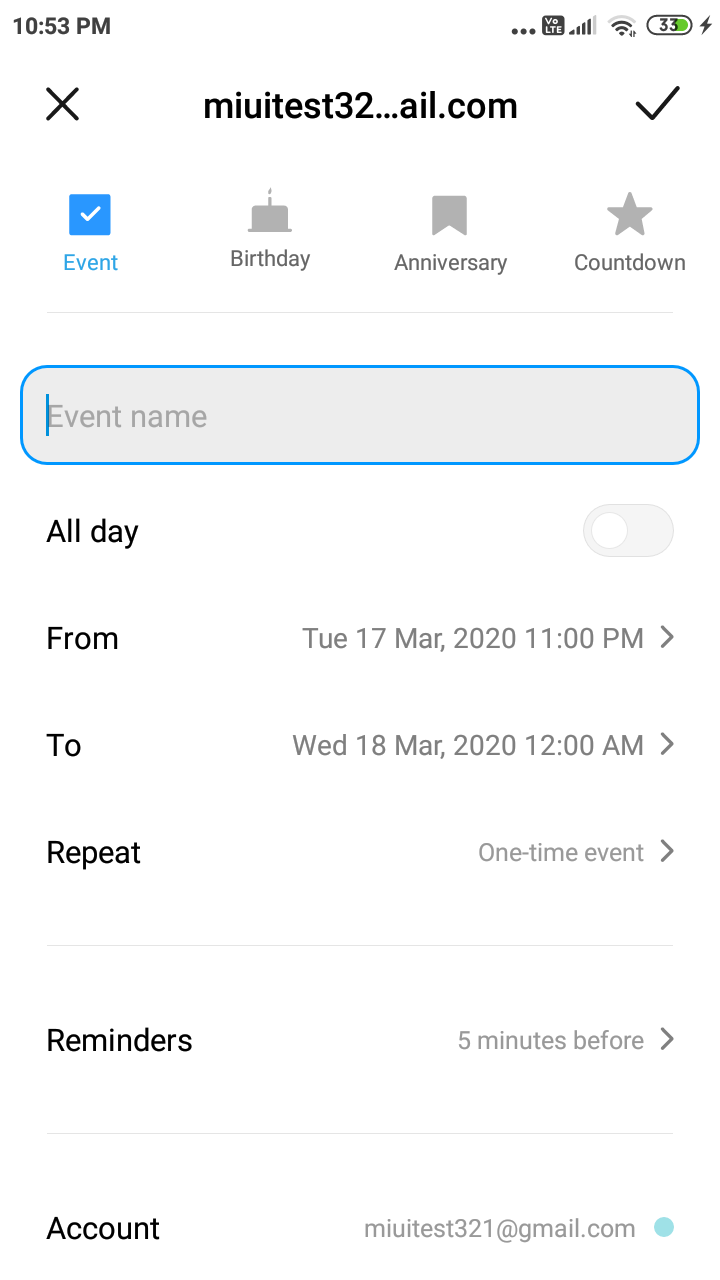 10:53 PM ... Vo LTE 33
miuitest32...ail.com
Event Birthday Anniversary Countdown
Event name
All day
From Tue 17 Mar, 2020 11:00 PM
To Wed 18 Mar, 2020 12:00 AM
Repeat One-time event
Reminders 5 minutes before
Account miuitest321@gmail.com